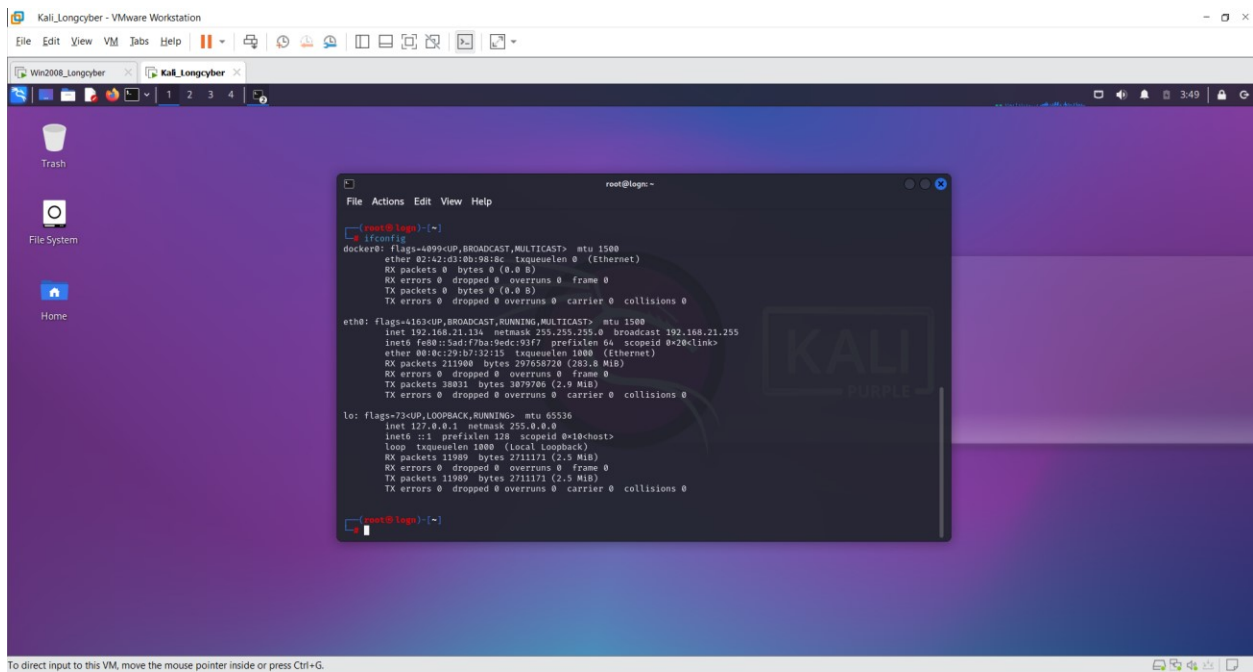 Kali_Longcyber - VMware Workstation
File Edit View VM Tabs Help
Win2008_Longcyber Kali_Longcyber
1 2 3 4 3:49
Trash
File System
Home
root@logn: ~
File Actions Edit View Help
┌──(root㉿logn)-[~]
└─# ifconfig
docker0: flags=4099<UP,BROADCAST,MULTICAST> mtu 1500
ether 02:42:d3:0b:98:8c txqueuelen 0 (Ethernet)
RX packets 0 bytes 0 (0.0 B)
RX errors 0 dropped 0 overruns 0 frame 0
TX packets 0 bytes 0 (0.0 B)
TX errors 0 dropped 0 overruns 0 carrier 0 collisions 0
eth0: flags=4163<UP,BROADCAST,RUNNING,MULTICAST> mtu 1500
inet 192.168.21.134 netmask 255.255.255.0 broadcast 192.168.21.255
inet6 fe80::5ad:f7ba:9edc:93f7 prefixlen 64 scopeid 0×20<link>
ether 00:0c:29:b7:32:15 txqueuelen 1000 (Ethernet)
RX packets 211900 bytes 297658720 (283.8 MiB)
RX errors 0 dropped 0 overruns 0 frame 0
TX packets 38031 bytes 3079706 (2.9 MiB)
TX errors 0 dropped 0 overruns 0 carrier 0 collisions 0
lo: flags=73<UP,LOOPBACK,RUNNING> mtu 65536
inet 127.0.0.1 netmask 255.0.0.0
inet6 ::1 prefixlen 128 scopeid 0×10<host>
loop txqueuelen 1000 (Local Loopback)
RX packets 11989 bytes 2711171 (2.5 MiB)
RX errors 0 dropped 0 overruns 0 frame 0
TX packets 11989 bytes 2711171 (2.5 MiB)
TX errors 0 dropped 0 overruns 0 carrier 0 collisions 0
┌──(root㉿logn)-[~]
└─#
KALI
PURPLE
To direct input to this VM, move the mouse pointer inside or press Ctrl+G.